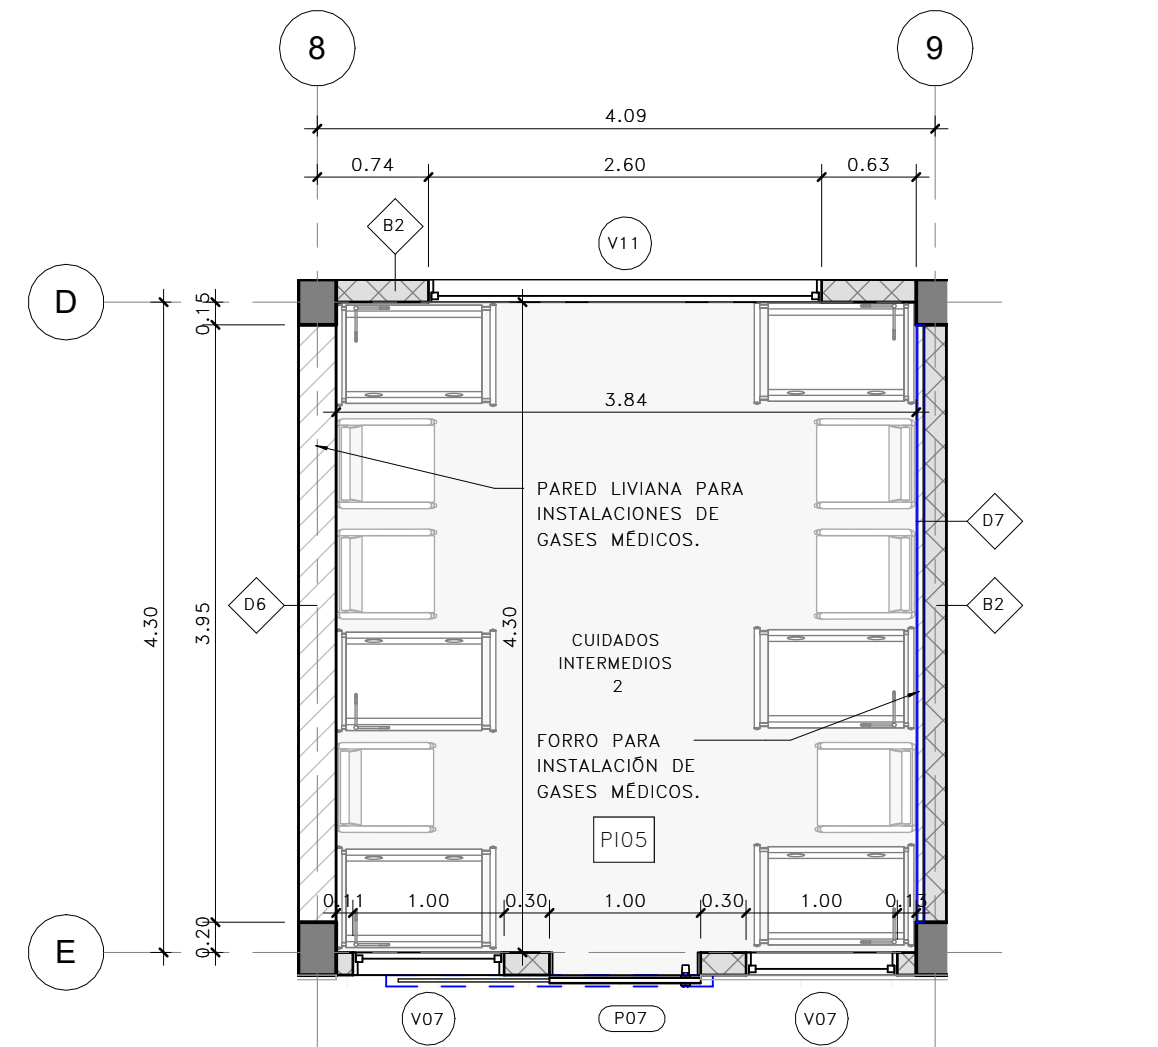 8
9
4.09
0.74
2.60
0.63
B2
V11
D
0.15
3.84
PARED LIVIANA PARA
INSTALACIONES DE
GASES MÉDICOS.
D7
D6
4.30
3.95
4.30
B2
CUIDADOS
INTERMEDIOS
2
FORRO PARA
INSTALACIÓN DE
GASES MÉDICOS.
PI05
0.11
1.00
0.30
1.00
0.30
1.00
0.13
0.20
E
V07
P07
V07